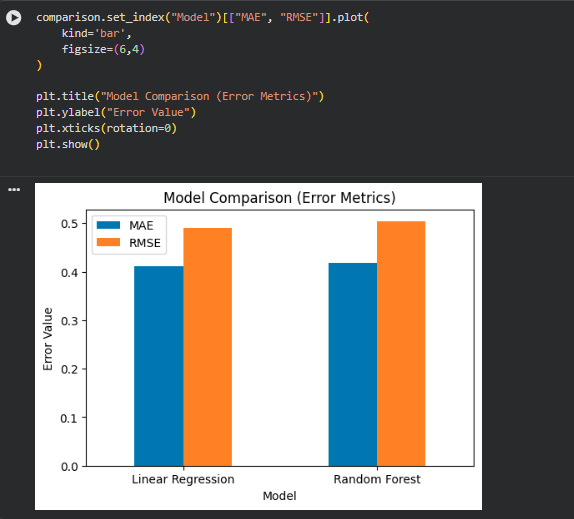 comparison.set_index("Model")[["MAE", "RMSE"]].plot(
    kind='bar',
    figsize=(6,4)
)
plt.title("Model Comparison (Error Metrics)")
plt.ylabel("Error Value")
plt.xticks(rotation=0)
plt.show()
Model Comparison (Error Metrics)
MAE
RMSE
0.5
0.4
0.3
0.2
0.1
0.0
Error Value
Linear Regression
Random Forest
Model